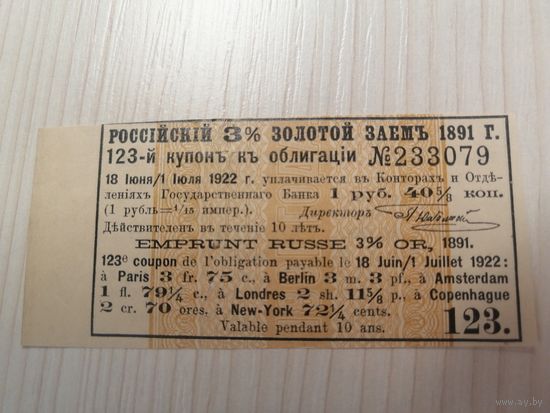 РОССІЙСКІЙ 3% ЗОЛОТОЙ ЗАЕМЪ 1891 Г.
123-й купонъ къ облигаціи №233079
18 Іюня/1 Іюля 1922 г. уплачивается въ Конторахъ и Отдѣ-
леніяхъ Государственнаго Банка 1 руб. 40⅝ коп.
(1 рубль=1/15 импер.). Директоръ
Дѣйствителенъ въ теченіе 10 лѣтъ.
EMPRUNT RUSSE 3% OR, 1891.
123e coupon de l'obligation payable le 18 Juin/1 Juillet 1922:
à Paris 3 fr. 75 c., à Berlin 3 m. 3 pf., à Amsterdam
1 fl. 79¼ c., à Londres 2 sh. 11⅝ p., à Copenhague
2 cr. 70 ores. à New-York 72¼ cents.
Valable pendant 10 ans.
123.
www.ay.by